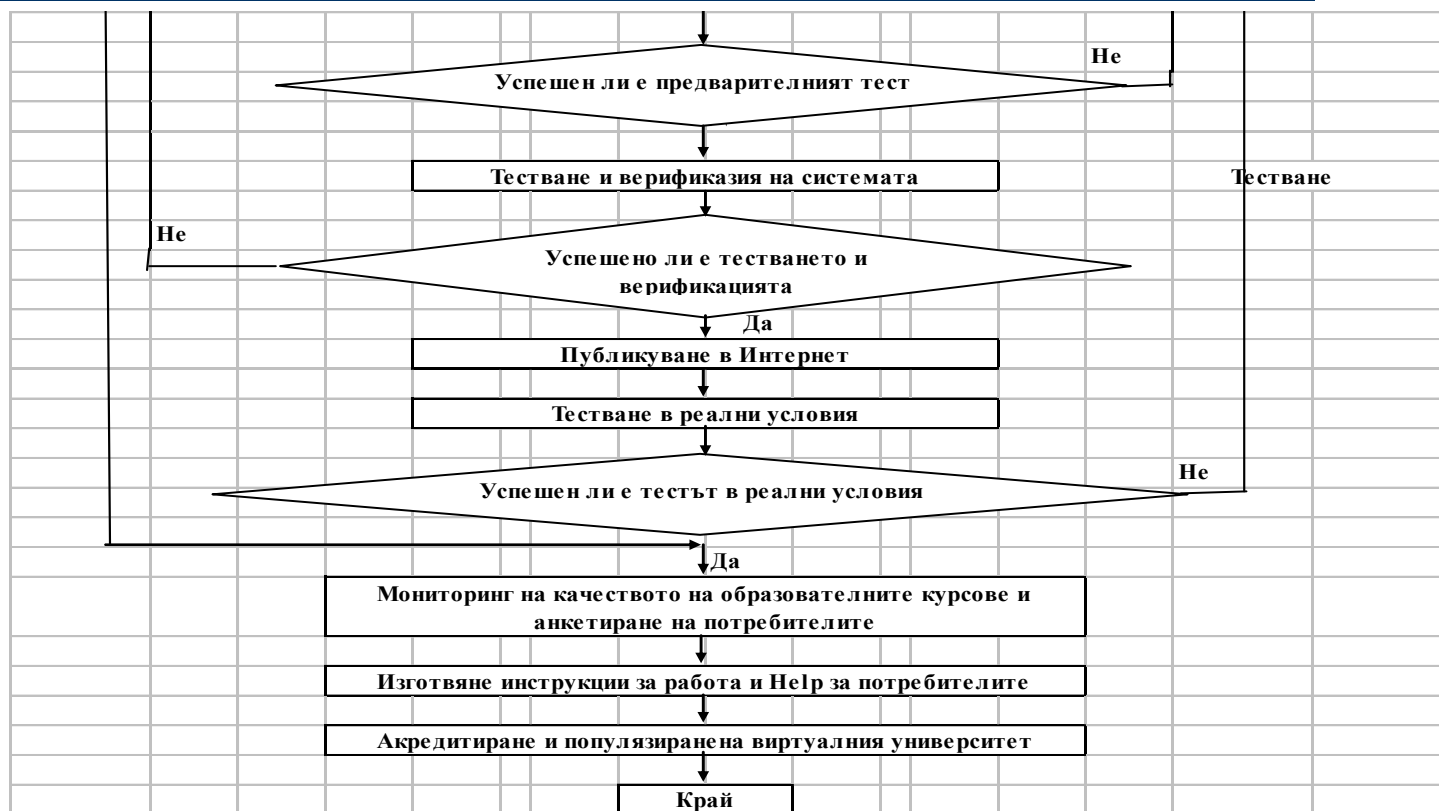 Не
Успешен ли е предварителният тест
Тестване и верификазия на системата
Тестване
Не
Успешено ли е тестването и
верификацията
Да
Публикуване в Интернет
Тестване в реални условия
Не
Успешен ли е тестът в реални условия
Да
Мониторинг на качеството на образователните курсове и
анкетиране на потребителите
Изготвяне инструкции за работа и Help за потребителите
Акредитиране и популязиранена виртуалния университет
Край